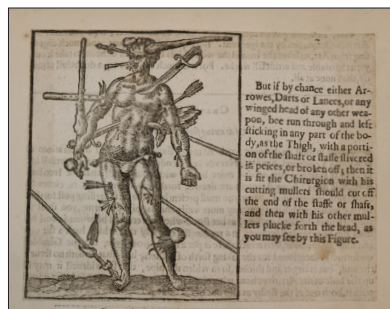 But if by chance either Ar-
rowes, Darts or Lances, or any
winged head of any other wea-
pon, bee run through and left
sticking in any part of the bo-
dy, as the Thigh, with a porti-
on of the shaft or staffe slivered
in peices, or broken off; then it
is fit the Chirurgion with his
cutting mullets should cut off
the end of the staffe or shaft,
and then with his other mul-
lets plucke forth the head, as
you may see by this Figure.